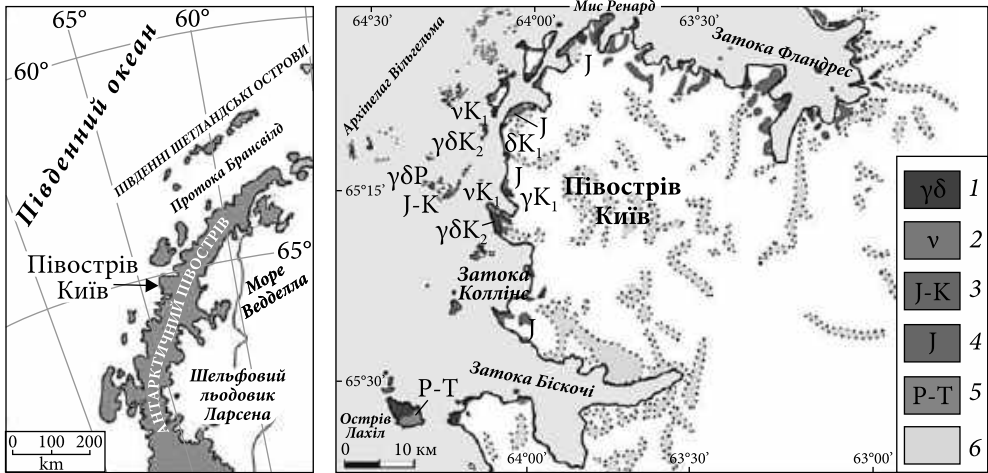 65°
60°
60°
Південний океан
ПІВДЕННІ ШЕТЛАНДСЬКІ ОСТРОВИ
Протока Брансвілд
65°
Півострів
Київ
АНТАРКТИЧНИЙ ПІВОСТРІВ
Море
Ведделла
Шельфовий
льодовик
Ларсена
0 100 200
km
64°30'
64°00'
Мис Ренард
63°30'
63°00'
Архіпелаг Вільгельма
Затока Фландрес
J
νK1
J
γδK2
δK1
γδP
J
65°15'
J-K
νK1
γK1
Півострів
Київ
γδK2
Затока
Коллінс
J
65°30'
Затока Біскочі
P-T
Острів
Лахіл
0 10 км
64°00'
63°30'
63°00'
γδ 1
ν 2
J-K 3
J 4
P-T 5
6